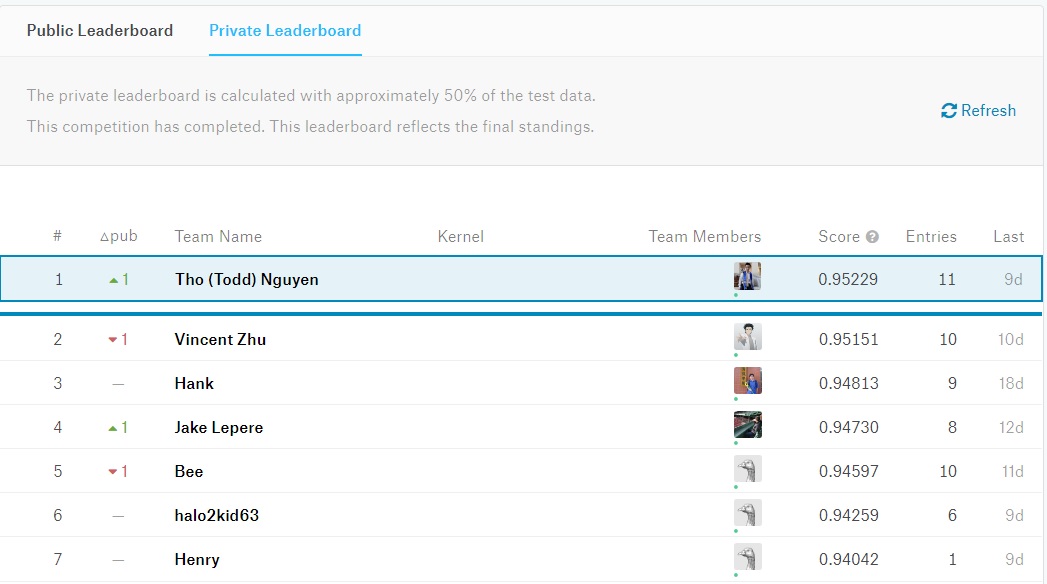 Public Leaderboard Private Leaderboard
The private leaderboard is calculated with approximately 50% of the test data.
This competition has completed. This leaderboard reflects the final standings.
Refresh
# △pub Team Name Kernel Team Members Score ? Entries Last
1 ▲1 Tho (Todd) Nguyen 0.95229 11 9d
2 ▼1 Vincent Zhu 0.95151 10 10d
3 — Hank 0.94813 9 18d
4 ▲1 Jake Lepere 0.94730 8 12d
5 ▼1 Bee 0.94597 10 11d
6 — halo2kid63 0.94259 6 9d
7 — Henry 0.94042 1 9d